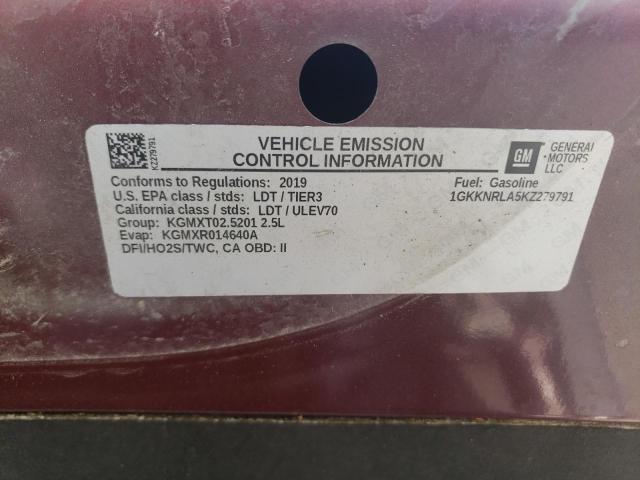 KZ279791
VEHICLE EMISSION
CONTROL INFORMATION
GM
GENERAL
MOTORS
LLC
Conforms to Regulations: 2019
U.S. EPA class / stds: LDT / TIER3
California class / stds: LDT / ULEV70
Group: KGMXT02.5201 2.5L
Evap: KGMXR014640A
DFI/HO2S/TWC, CA OBD: II
Fuel: Gasoline
1GKKNRLA5KZ279791